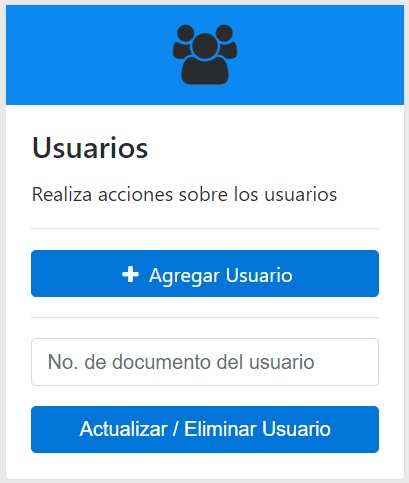 Usuarios
Realiza acciones sobre los usuarios
Agregar Usuario
No. de documento del usuario
Actualizar / Eliminar Usuario